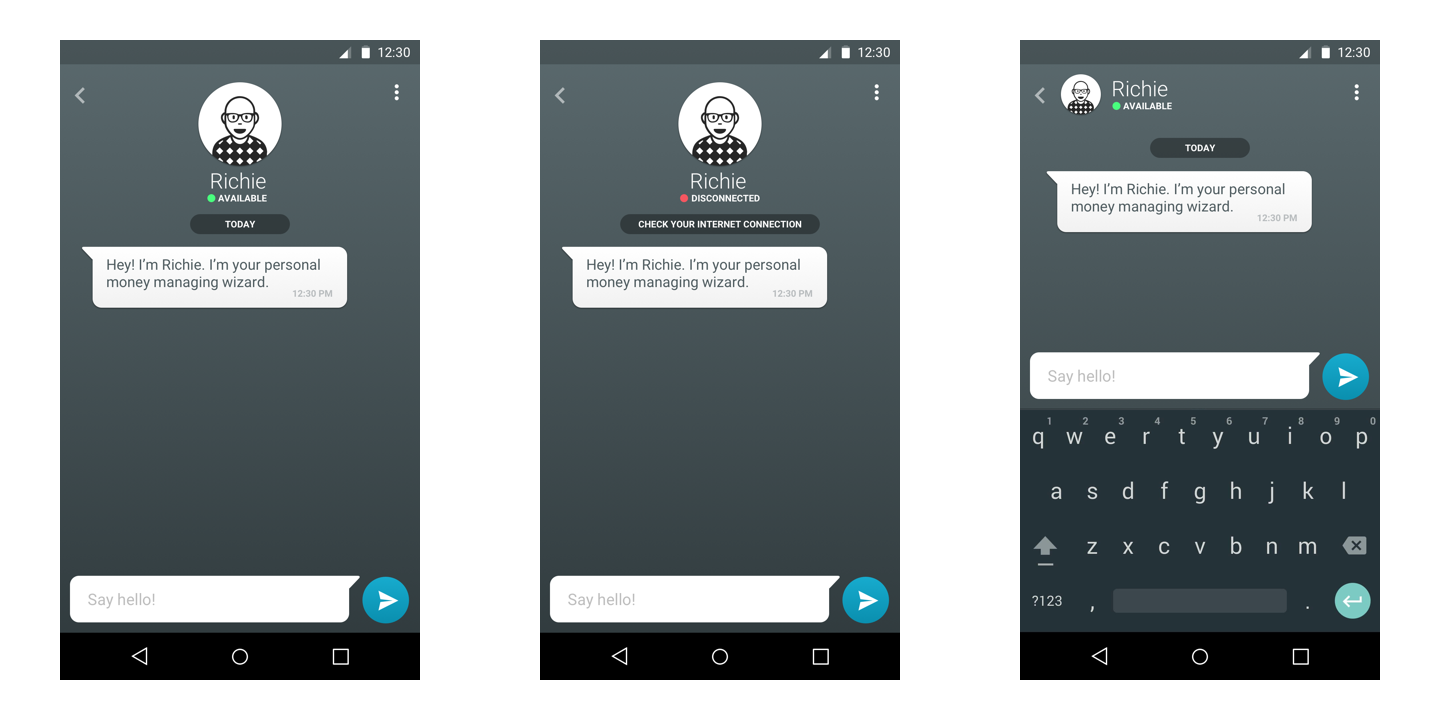 12:30
Richie
AVAILABLE
TODAY
Hey! I’m Richie. I’m your personal
money managing wizard.
12:30 PM
Say hello!
12:30
Richie
DISCONNECTED
CHECK YOUR INTERNET CONNECTION
Hey! I’m Richie. I’m your personal
money managing wizard.
12:30 PM
Say hello!
12:30
Richie
AVAILABLE
TODAY
Hey! I’m Richie. I’m your personal
money managing wizard.
12:30 PM
Say hello!
1 2 3 4 5 6 7 8 9 0
q w e r t y u i o p
a s d f g h j k l
z x c v b n m
?123 , .